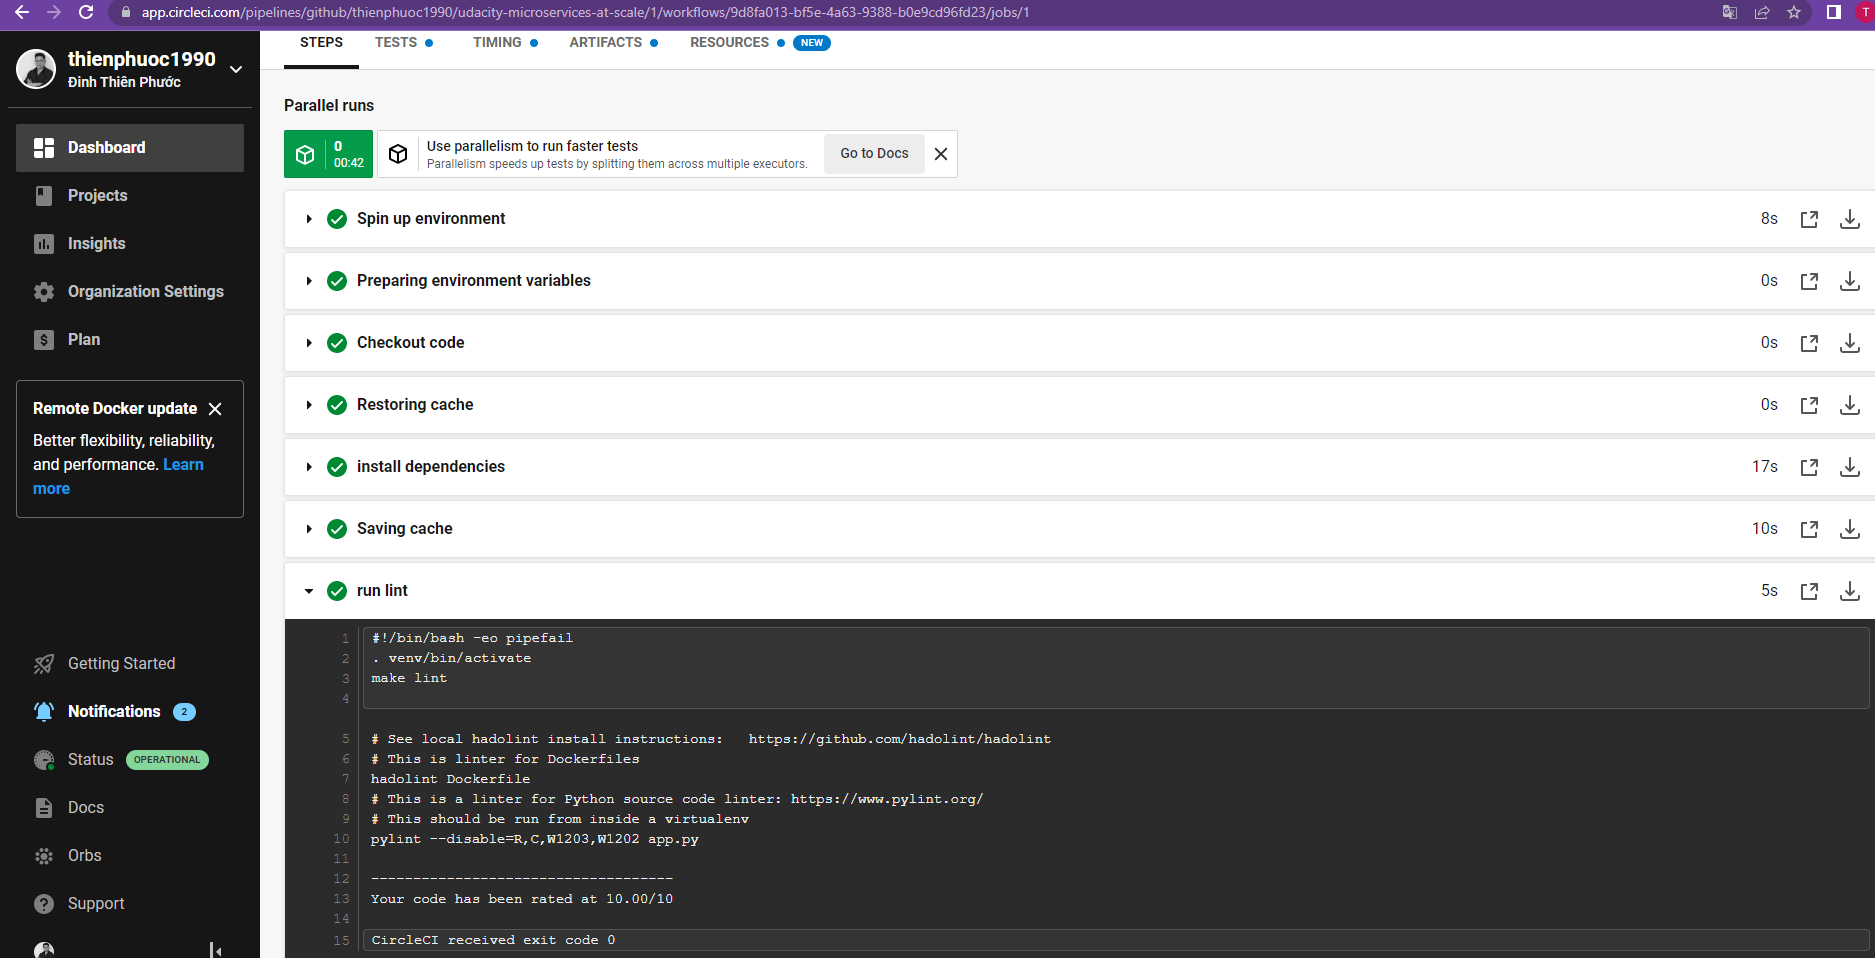 app.circleci.com/pipelines/github/thienphuoc1990/udacity-microservices-at-scale/1/workflows/9d8fa013-bf5e-4a63-9388-b0e9cd96fd23/jobs/1
T
thienphuoc1990
Đinh Thiên Phước
Dashboard
Projects
Insights
Organization Settings
Plan
Remote Docker update
Better flexibility, reliability,
and performance. Learn
more
Getting Started
Notifications 2
Status OPERATIONAL
Docs
Orbs
Support
STEPS TESTS TIMING ARTIFACTS RESOURCES NEW
Parallel runs
0
00:42
Use parallelism to run faster tests
Parallelism speeds up tests by splitting them across multiple executors.
Go to Docs
Spin up environment 8s
Preparing environment variables 0s
Checkout code 0s
Restoring cache 0s
install dependencies 17s
Saving cache 10s
run lint 5s
1 #!/bin/bash -eo pipefail
2 . venv/bin/activate
3 make lint
4
5 # See local hadolint install instructions:   https://github.com/hadolint/hadolint
6 # This is linter for Dockerfiles
7 hadolint Dockerfile
8 # This is a linter for Python source code linter: https://www.pylint.org/
9 # This should be run from inside a virtualenv
10 pylint --disable=R,C,W1203,W1202 app.py
11
12 ------------------------------------
13 Your code has been rated at 10.00/10
14
15 CircleCI received exit code 0